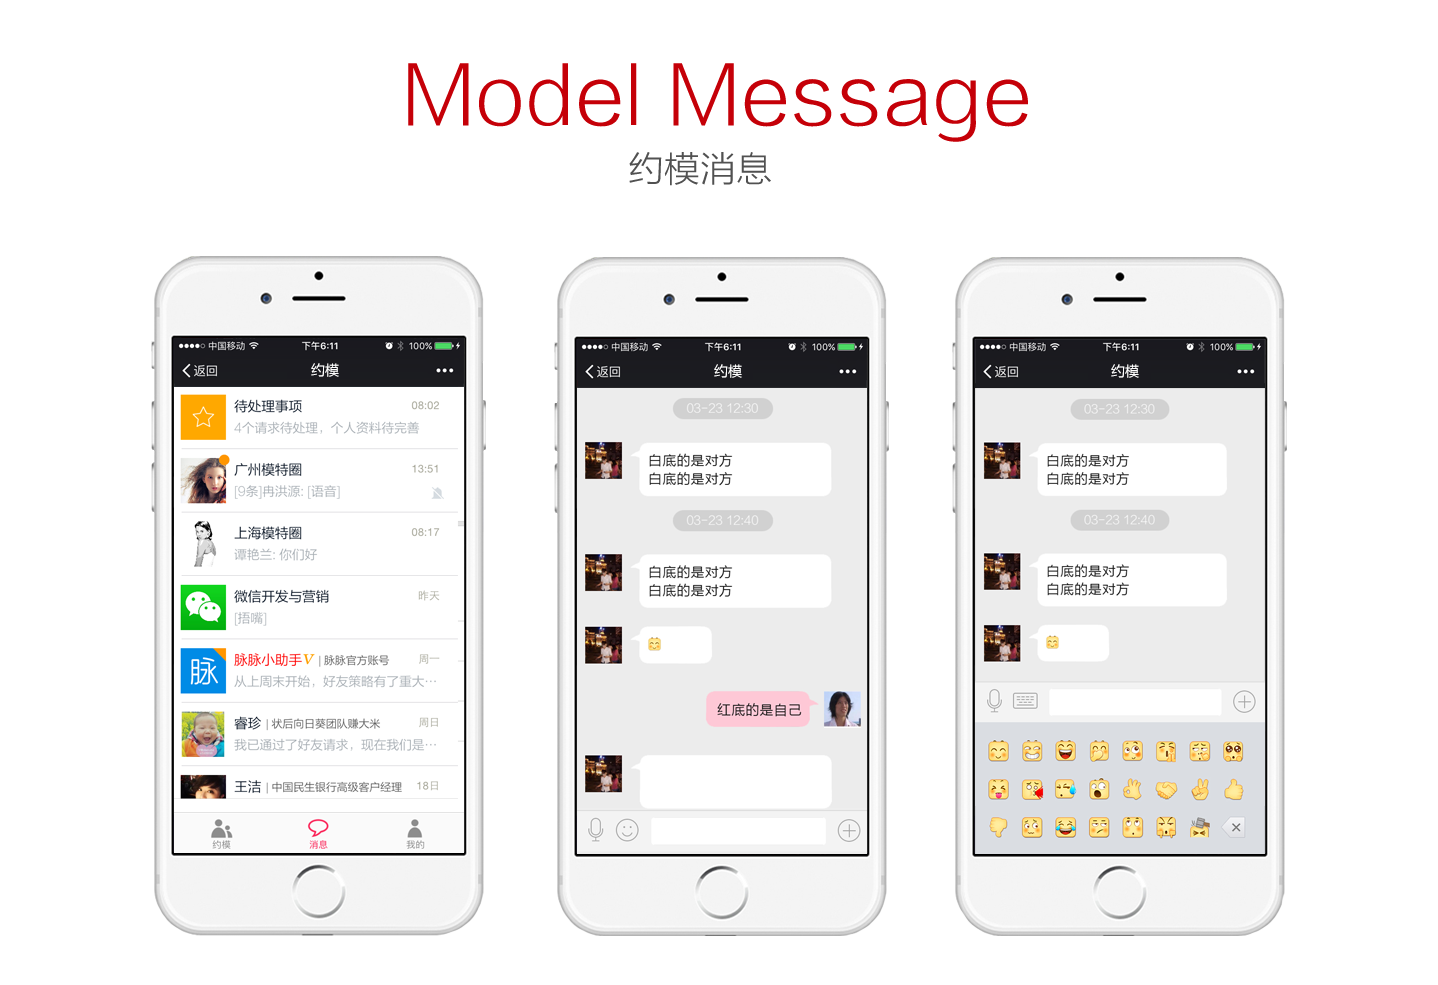 Model Message
约模消息
中国移动 下午6:11 100%
返回 约模
待处理事项 08:02
4个请求待处理，个人资料待完善
广州模特圈 13:51
[9条]冉洪源: [语音]
上海模特圈 08:17
谭艳兰: 你们好
微信开发与营销 昨天
[捂嘴]
脉
脉脉小助手V | 脉脉官方账号 周一
从上周末开始，好友策略有了重大···
睿珍 | 状后向日葵团队赚大米 周日
我已通过了好友请求，现在我们是···
王洁 | 中国民生银行高级客户经理 18日
约模 消息 我的
中国移动 下午6:11 100%
返回 约模
03-23 12:30
白底的是对方
白底的是对方
03-23 12:40
白底的是对方
白底的是对方
红底的是自己
中国移动 下午6:11 100%
返回 约模
03-23 12:30
白底的是对方
白底的是对方
03-23 12:40
白底的是对方
白底的是对方